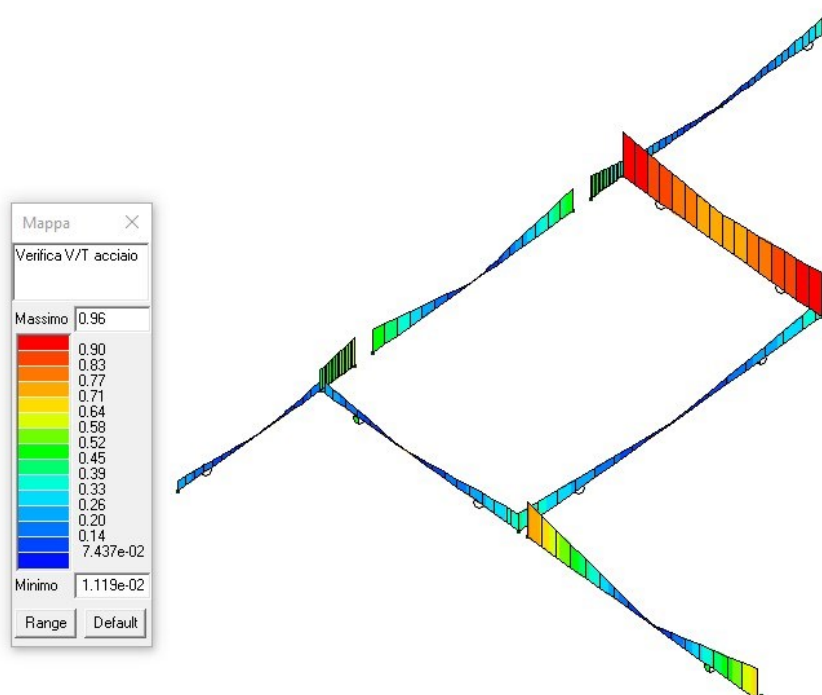 Mappa
Verifica V/T acciaio
Massimo 0.96
0.90
0.83
0.77
0.71
0.64
0.58
0.52
0.45
0.39
0.33
0.26
0.20
0.14
7.437e-02
Minimo 1.119e-02
Range Default